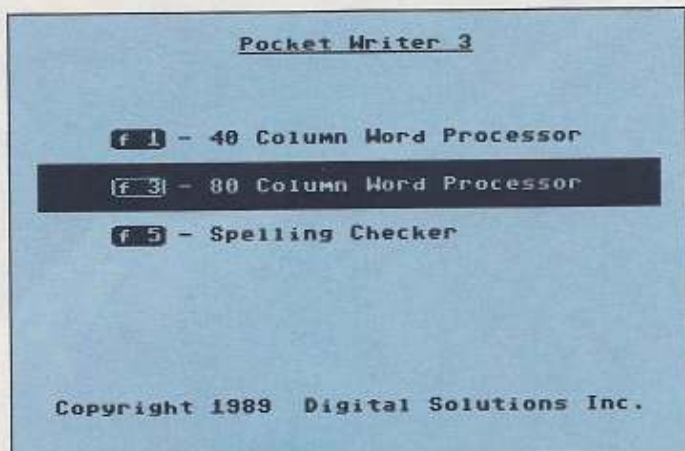 Pocket Writer 3
f 1 - 40 Column Word Processor
f 3 - 80 Column Word Processor
f 5 - Spelling Checker
Copyright 1989 Digital Solutions Inc.